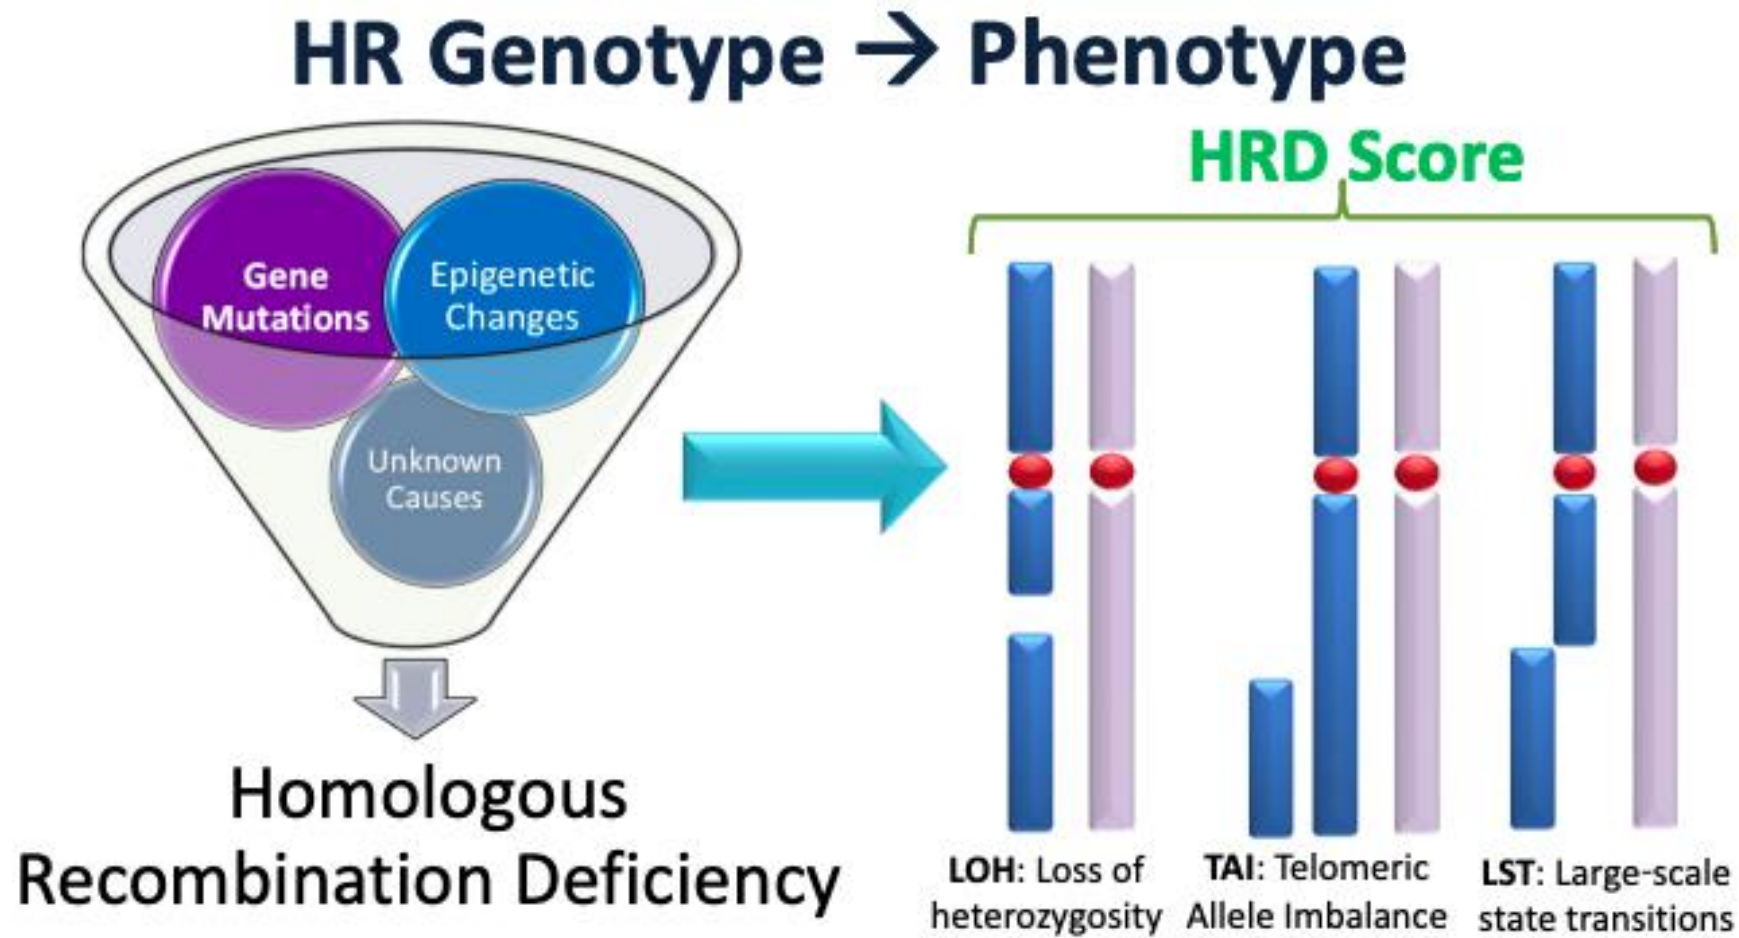 HR Genotype → Phenotype
HRD Score
Gene
Mutations
Epigenetic
Changes
Unknown
Causes
Homologous
Recombination Deficiency
LOH: Loss of
heterozygosity
TAI: Telomeric
Allele Imbalance
LST: Large-scale
state transitions